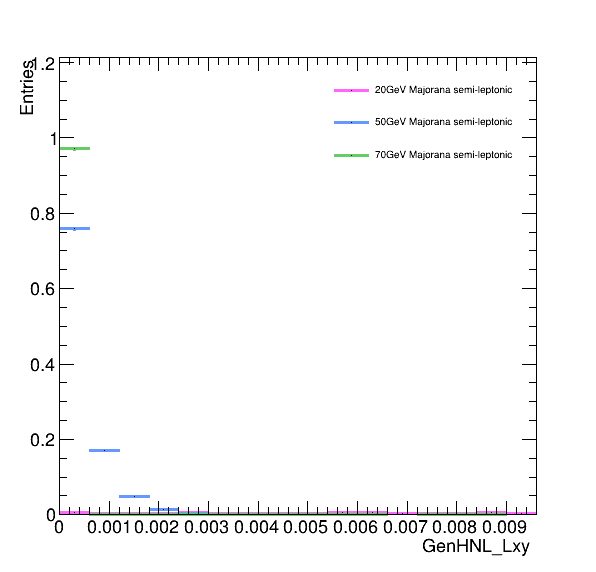 Entries
1.2
1
0.8
0.6
0.4
0.2
0
20GeV Majorana semi-leptonic
50GeV Majorana semi-leptonic
70GeV Majorana semi-leptonic
0 0.001 0.002 0.003 0.004 0.005 0.006 0.007 0.008 0.009
GenHNL_Lxy